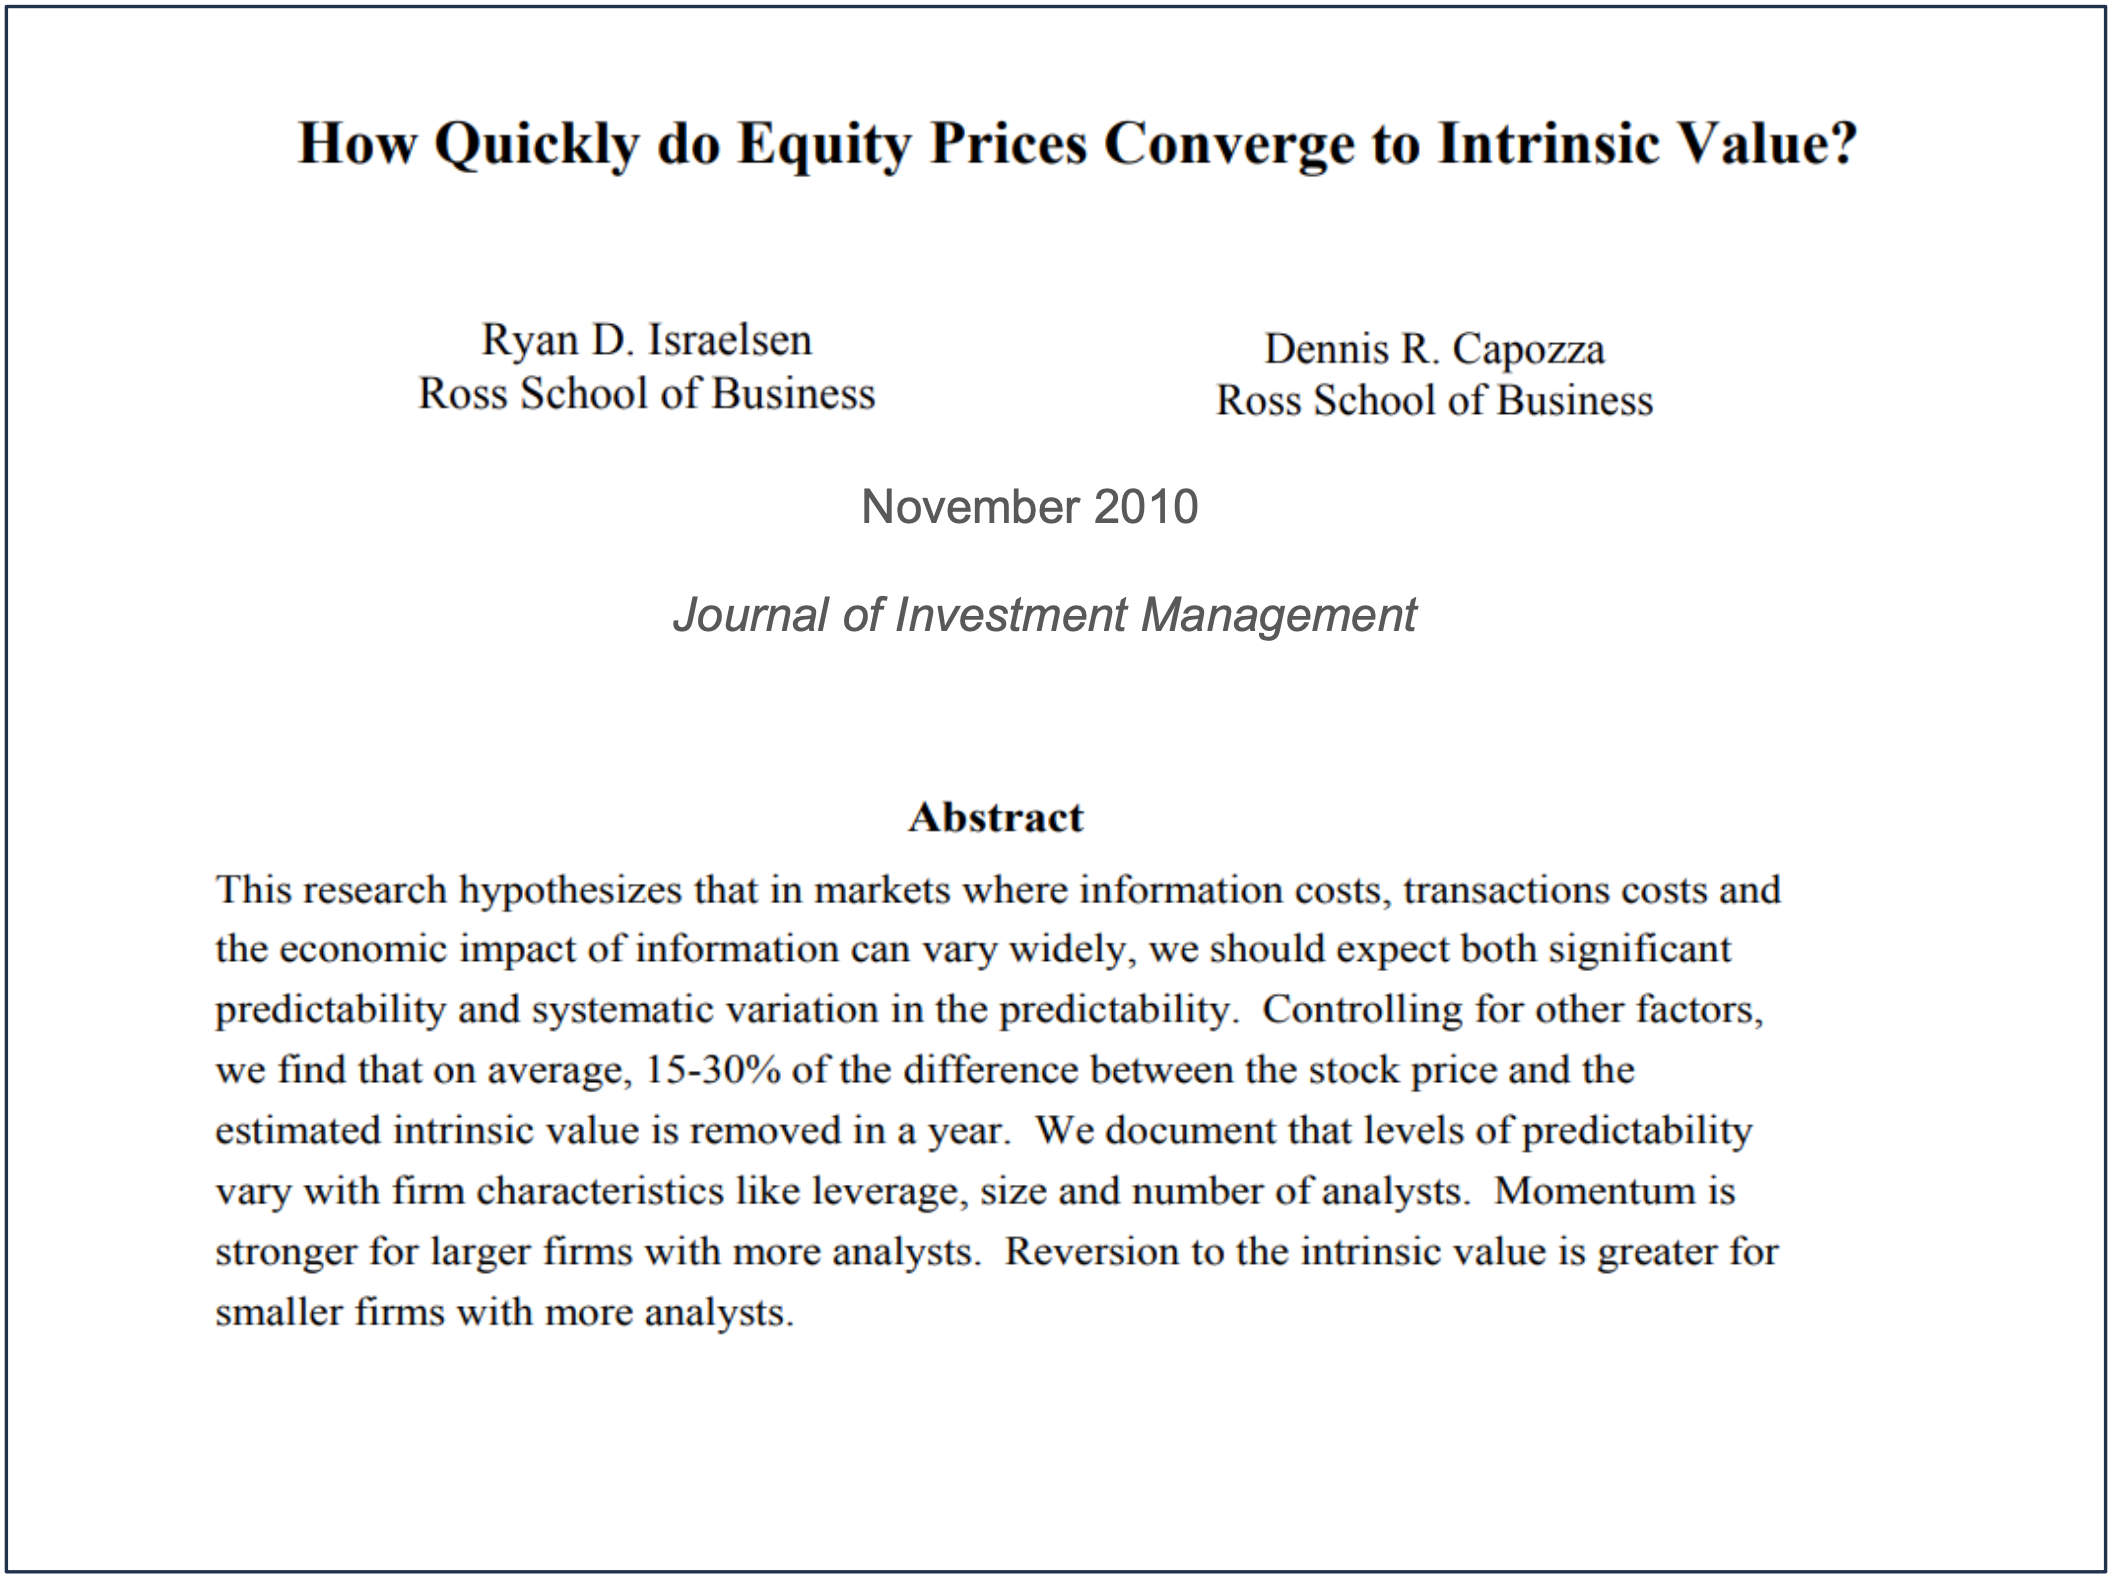 How Quickly do Equity Prices Converge to Intrinsic Value?
Ryan D. Israelsen
Ross School of Business
Dennis R. Capozza
Ross School of Business
November 2010
Journal of Investment Management
Abstract
This research hypothesizes that in markets where information costs, transactions costs and
the economic impact of information can vary widely, we should expect both significant
predictability and systematic variation in the predictability.  Controlling for other factors,
we find that on average, 15-30% of the difference between the stock price and the
estimated intrinsic value is removed in a year.  We document that levels of predictability
vary with firm characteristics like leverage, size and number of analysts.  Momentum is
stronger for larger firms with more analysts.  Reversion to the intrinsic value is greater for
smaller firms with more analysts.